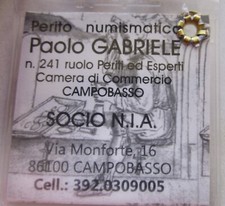 Perito numismatico
Paolo GABRIELE
n. 241 ruolo Periti ed Esperti
Camera di Commercio
CAMPOBASSO
SOCIO N.I.A.
Via Monforte, 16
86100 CAMPOBASSO
Cell.: 392.0309005